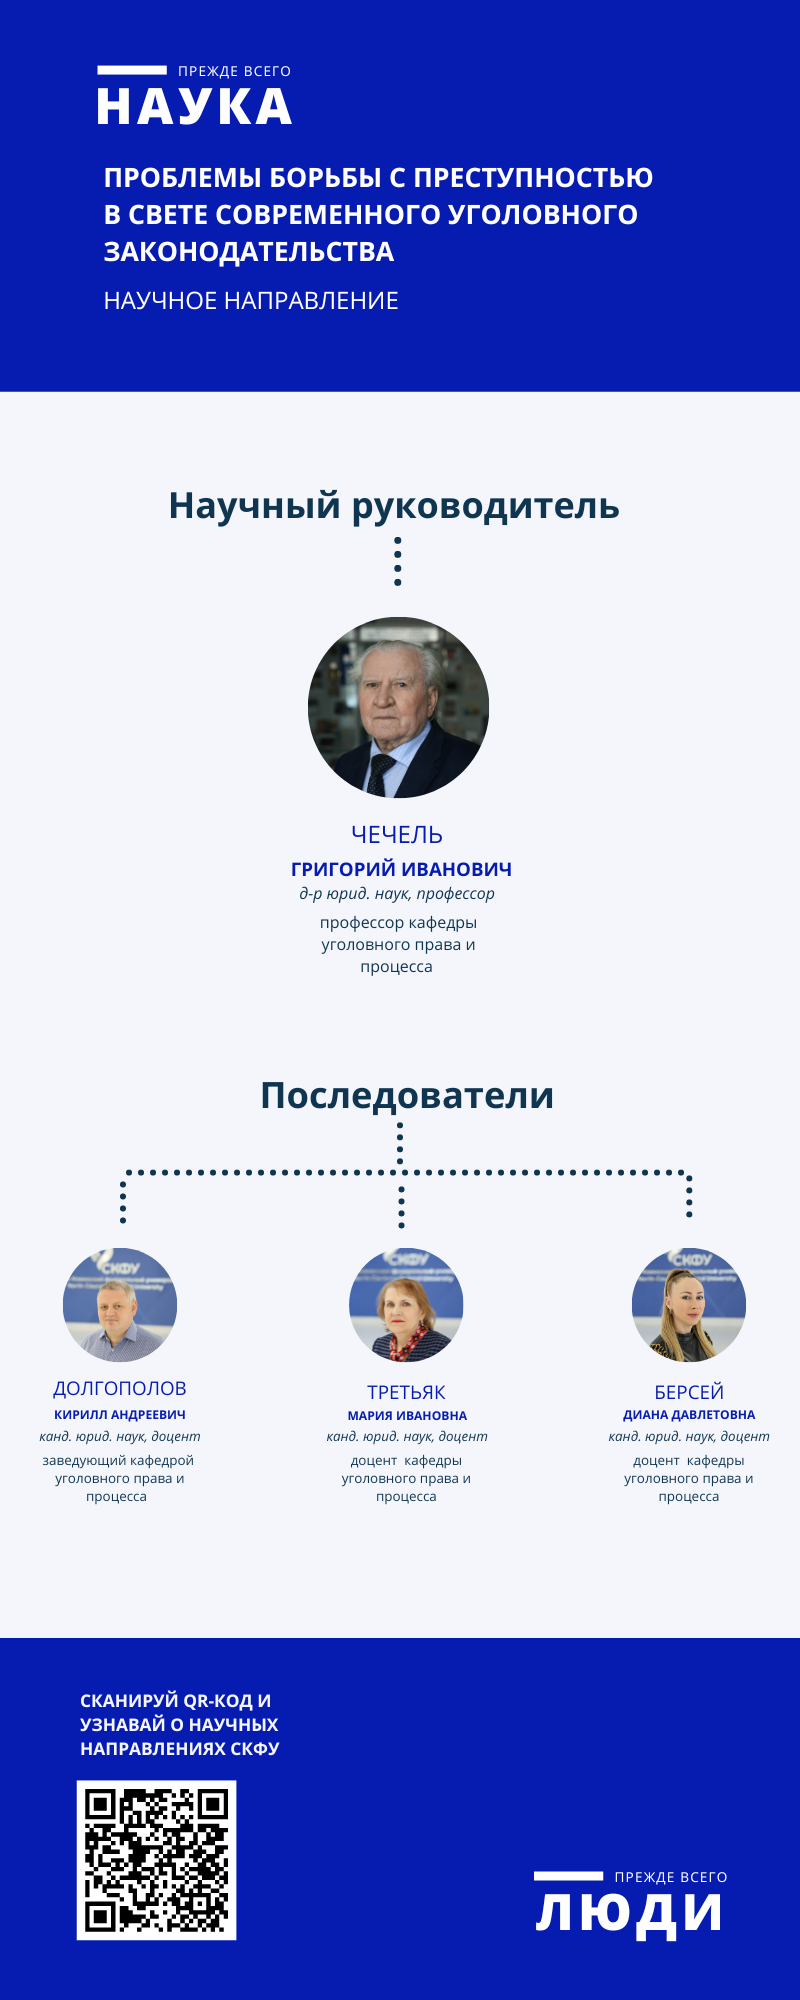 ПРЕЖДЕ ВСЕГО
НАУКА
ПРОБЛЕМЫ БОРЬБЫ С ПРЕСТУПНОСТЬЮ
В СВЕТЕ СОВРЕМЕННОГО УГОЛОВНОГО
ЗАКОНОДАТЕЛЬСТВА
НАУЧНОЕ НАПРАВЛЕНИЕ
Научный руководитель
ЧЕЧЕЛЬ
ГРИГОРИЙ ИВАНОВИЧ
д-р юрид. наук, профессор
профессор кафедры
уголовного права и
процесса
Последователи
СКФУ
ДОЛГОПОЛОВ
КИРИЛЛ АНДРЕЕВИЧ
канд. юрид. наук, доцент
заведующий кафедрой
уголовного права и
процесса
СКФУ
ТРЕТЬЯК
МАРИЯ ИВАНОВНА
канд. юрид. наук, доцент
доцент кафедры
уголовного права и
процесса
СКФУ
БЕРСЕЙ
ДИАНА ДАВЛЕТОВНА
канд. юрид. наук, доцент
доцент кафедры
уголовного права и
процесса
СКАНИРУЙ QR-КОД И
УЗНАВАЙ О НАУЧНЫХ
НАПРАВЛЕНИЯХ СКФУ
ПРЕЖДЕ ВСЕГО
ЛЮДИ